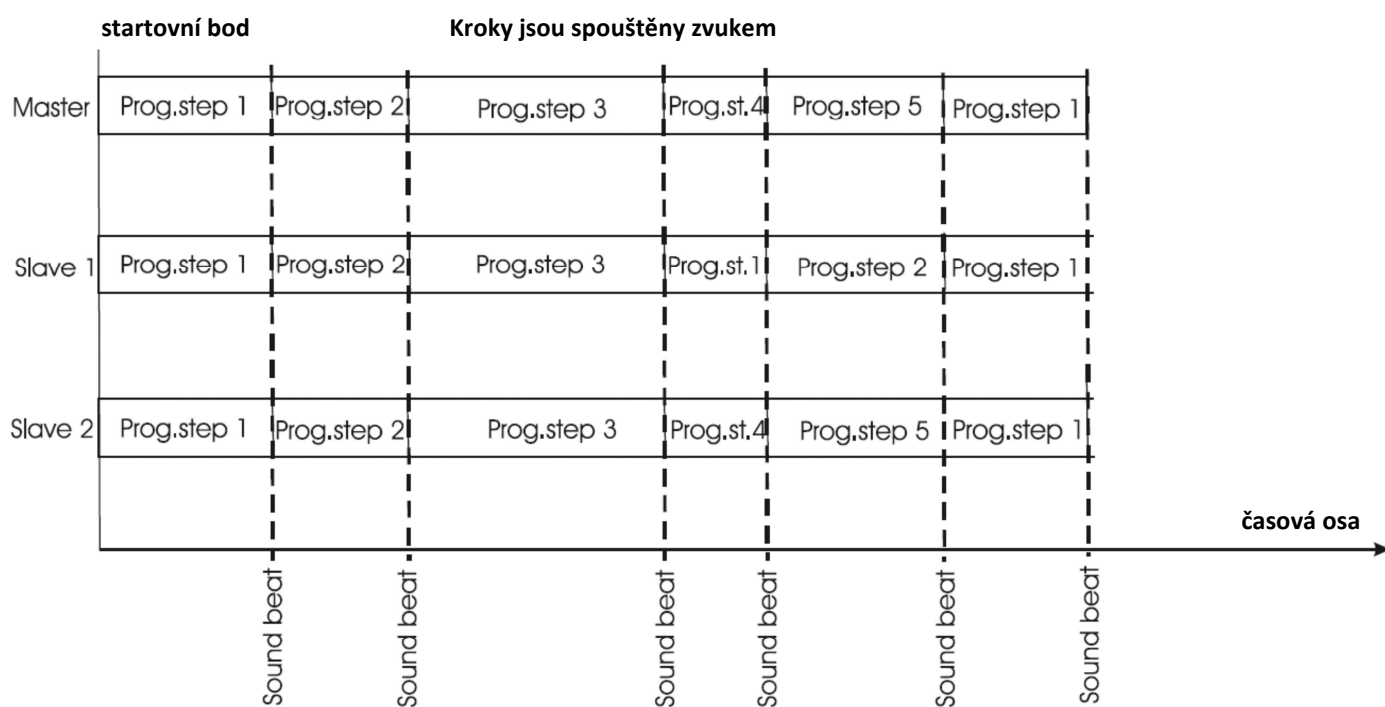 startovní bod
Kroky jsou spouštěny zvukem
Master
Prog.step 1
Prog.step 2
Prog.step 3
Prog.st.4
Prog.step 5
Prog.step 1
Slave 1
Prog.step 1
Prog.step 2
Prog.step 3
Prog.st.1
Prog.step 2
Prog.step 1
Slave 2
Prog.step 1
Prog.step 2
Prog.step 3
Prog.st.4
Prog.step 5
Prog.step 1
časová osa
Sound beat
Sound beat
Sound beat
Sound beat
Sound beat
Sound beat